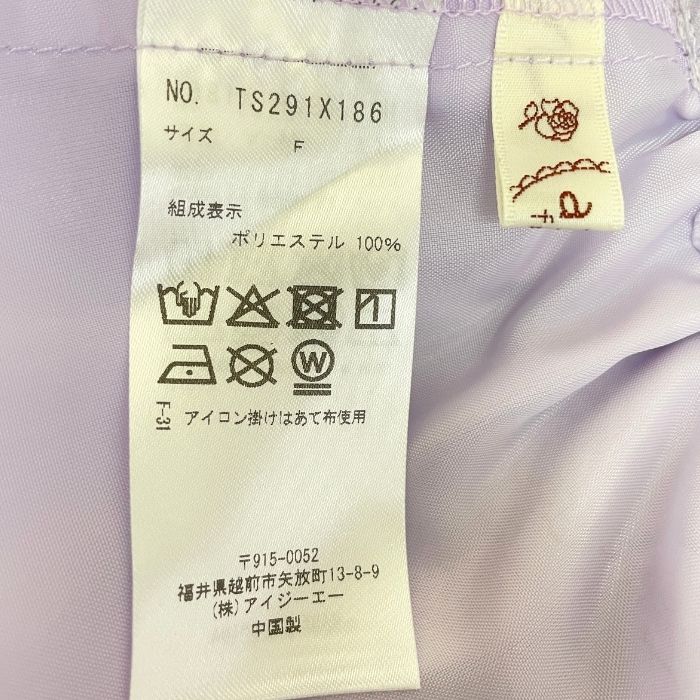 NO. TS291X186
サイズ F
組成表示
ポリエステル 100%
W
F-31 アイロン掛けはあて布使用
〒915-0052
福井県越前市矢放町13-8-9
(株)アイジーエー
中国製